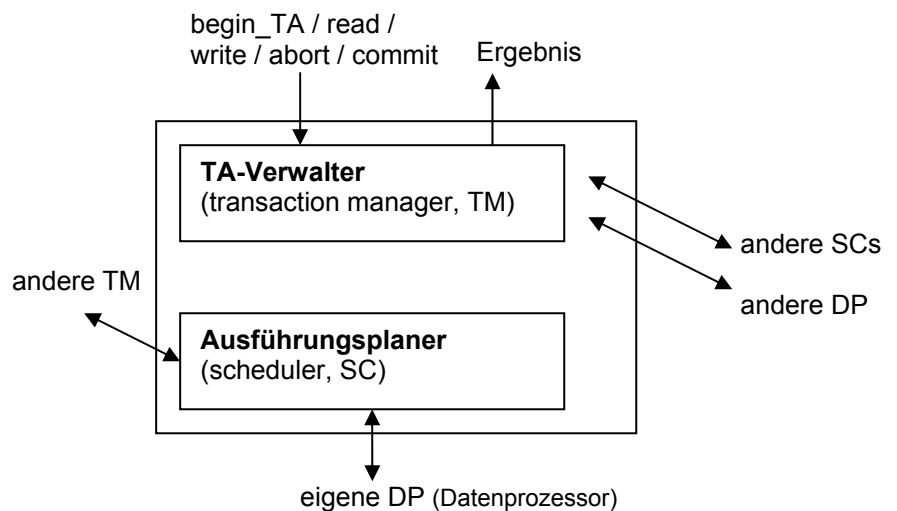 begin_TA / read /
write / abort / commit
Ergebnis
TA-Verwalter
(transaction manager, TM)
andere SCs
andere TM
andere DP
Ausführungsplaner
(scheduler, SC)
eigene DP (Datenprozessor)